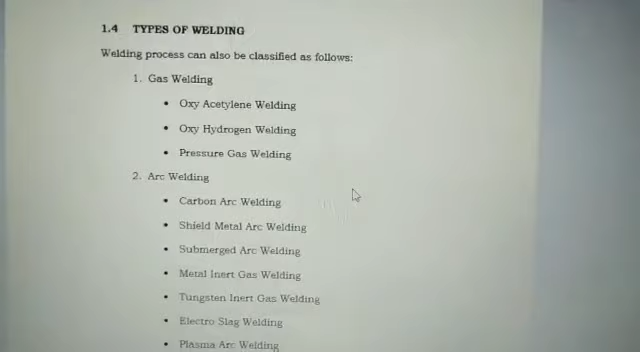 1.4 TYPES OF WELDING
Welding process can also be classified as follows:
1. Gas Welding
• Oxy Acetylene Welding
• Oxy Hydrogen Welding
• Pressure Gas Welding
2. Arc Welding
• Carbon Arc Welding
• Shield Metal Arc Welding
• Submerged Arc Welding
• Metal Inert Gas Welding
• Tungsten Inert Gas Welding
• Electro Slag Welding
• Plasma Arc Welding